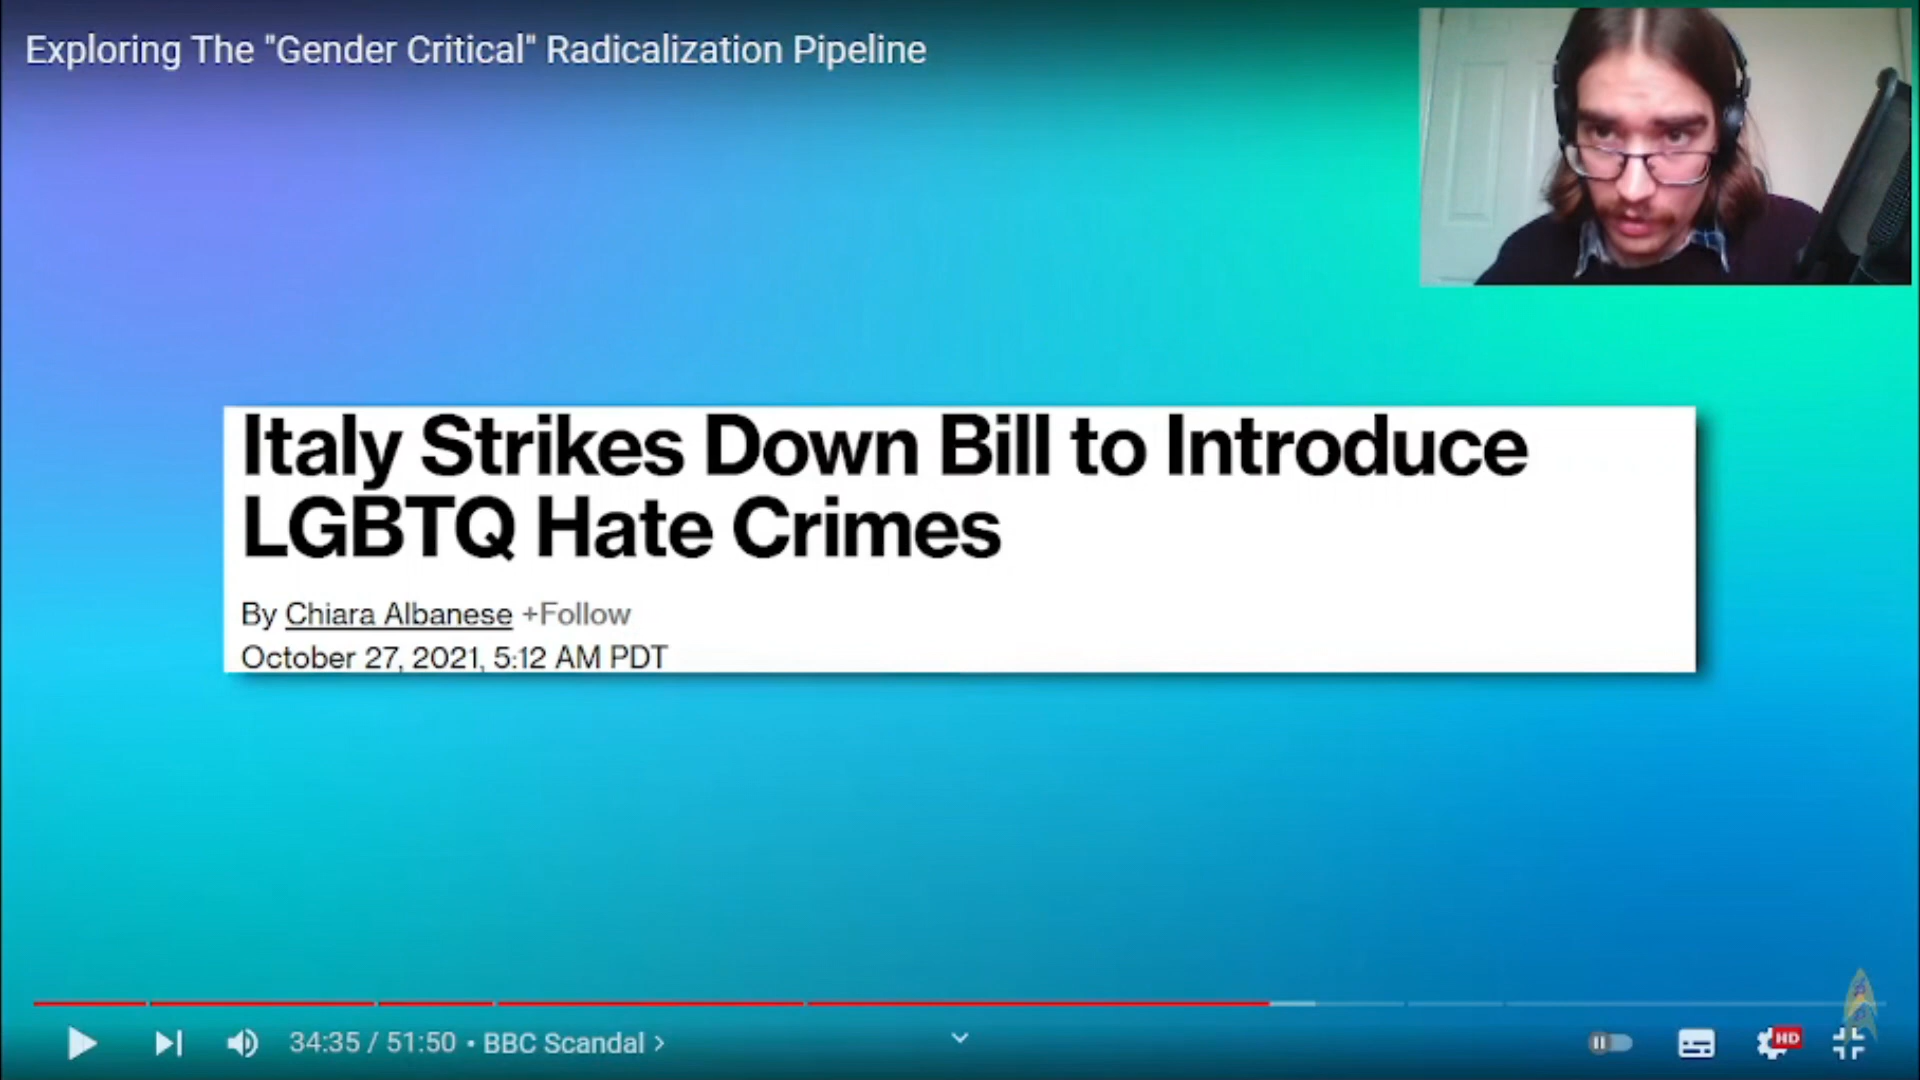 Exploring The "Gender Critical" Radicalization Pipeline
Italy Strikes Down Bill to Introduce
LGBTQ Hate Crimes
By Chiara Albanese +Follow
October 27, 2021, 5:12 AM PDT
34:35 / 51:50 • BBC Scandal >
HD